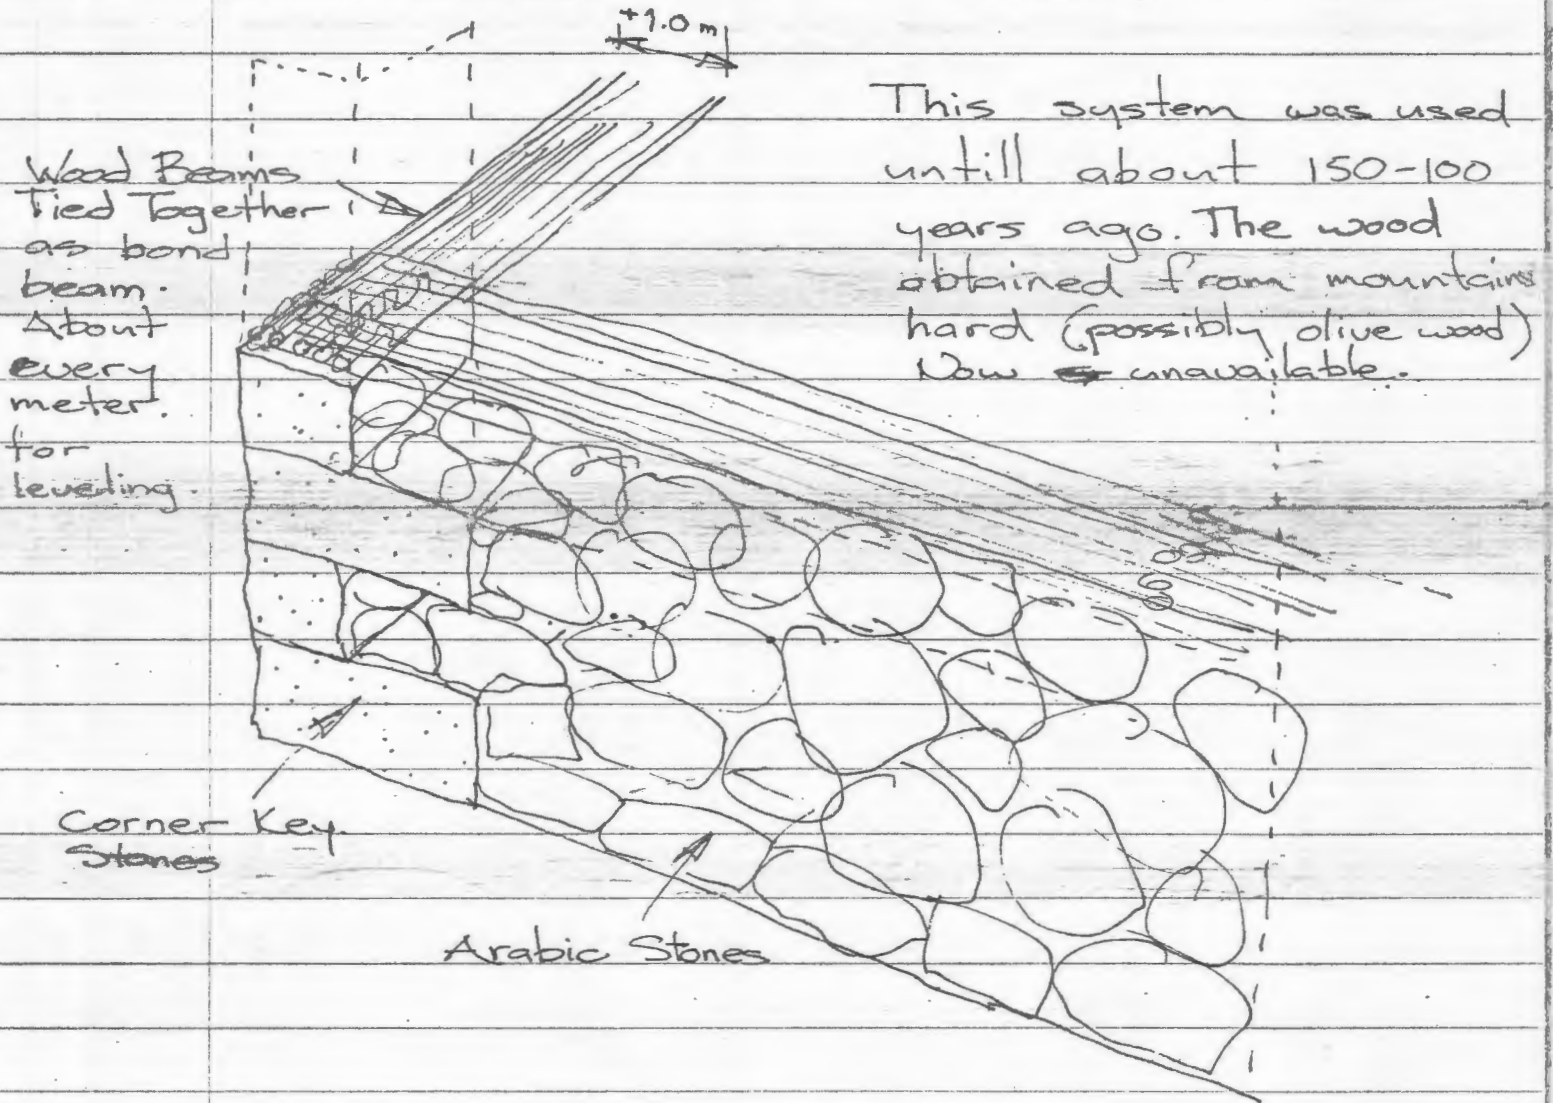 +1.0 m
This system was used
untill about 150-100
years ago. The wood
obtained from mountains
hard (possibly olive wood)
Now unavailable.
Wood Beams
Tied Together
as bond
beam.
About
every
meter.
for
leveling.
Corner Key.
Stones
Arabic Stones